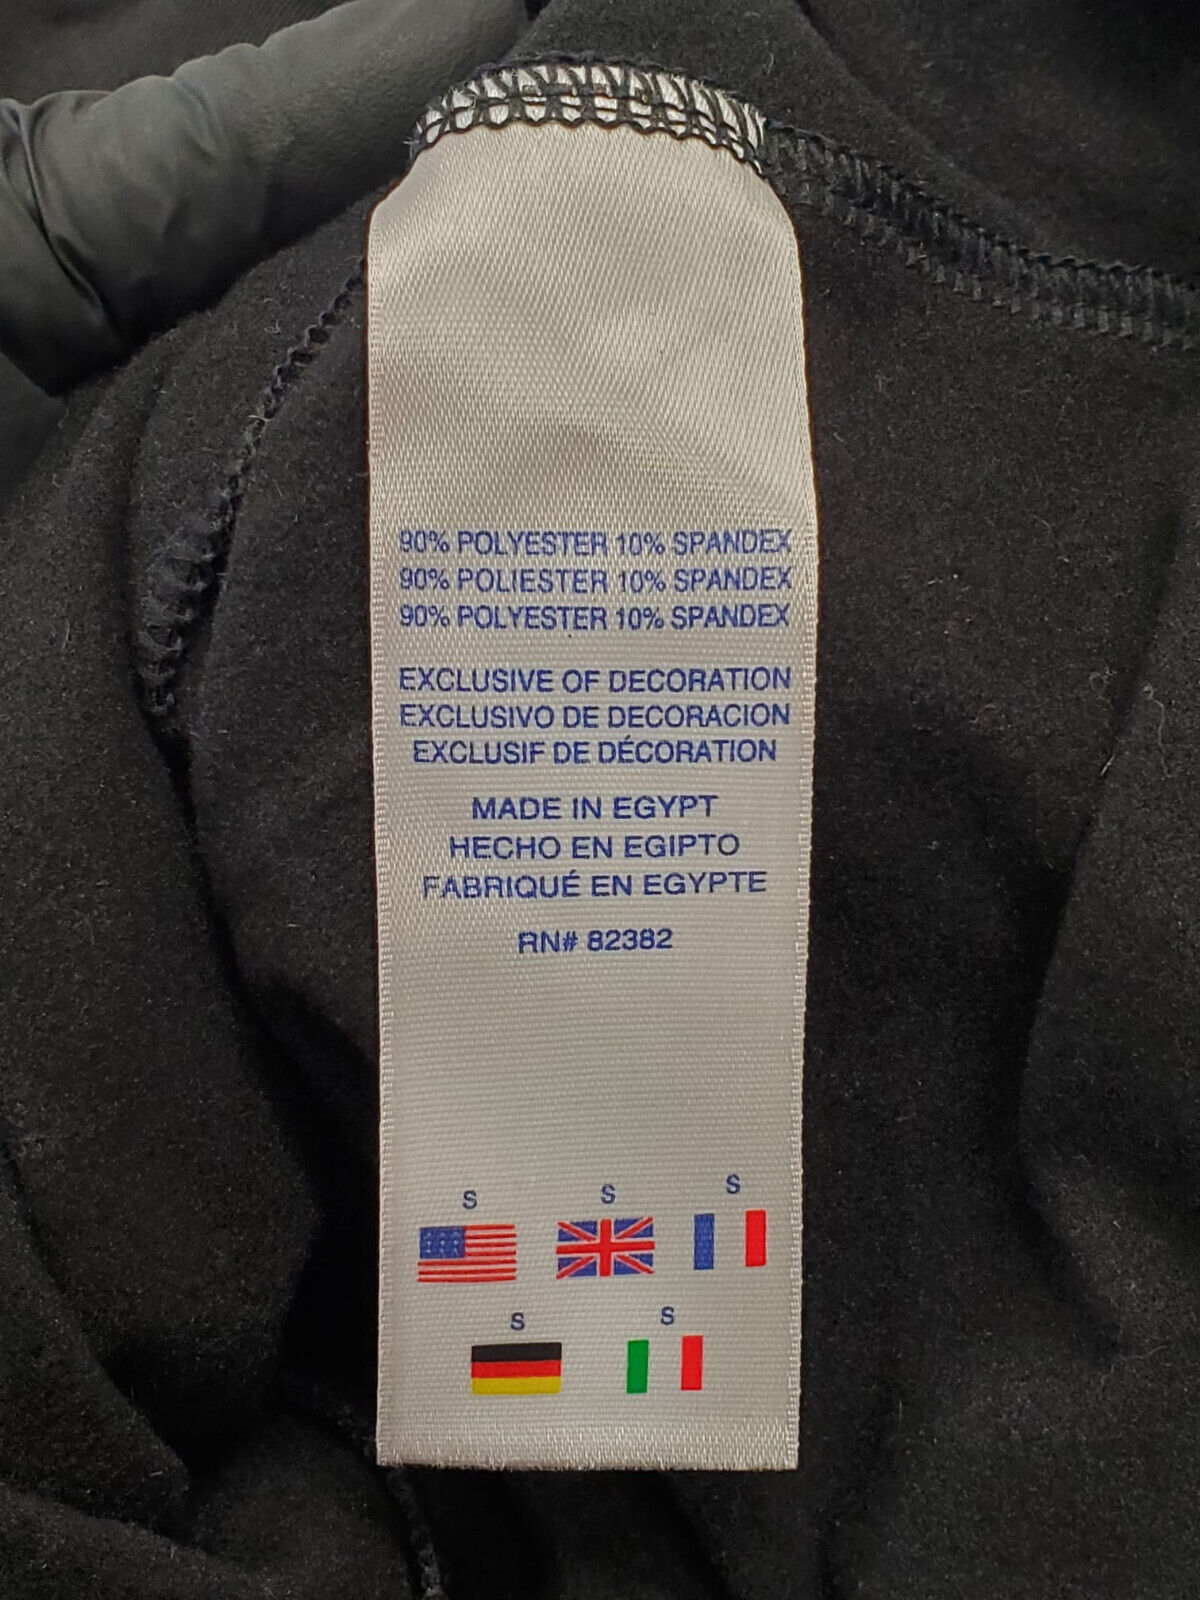 90% POLYESTER 10% SPANDEX
90% POLIESTER 10% SPANDEX
90% POLYESTER 10% SPANDEX
EXCLUSIVE OF DECORATION
EXCLUSIVO DE DECORACION
EXCLUSIF DE DÉCORATION
MADE IN EGYPT
HECHO EN EGIPTO
FABRIQUÉ EN EGYPTE
RN# 82382
S S S
S S